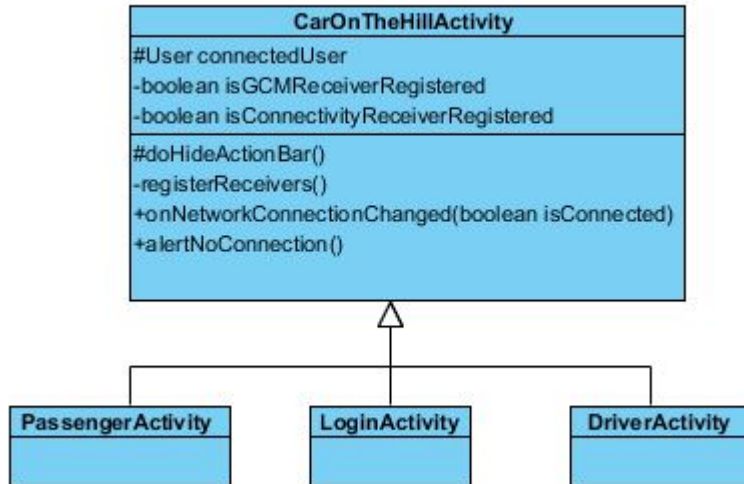 CarOnTheHillActivity
#User connectedUser
-boolean isGCMReceiverRegistered
-boolean isConnectivityReceiverRegistered
#doHideActionBar()
-registerReceivers()
+onNetworkConnectionChanged(boolean isConnected)
+alertNoConnection()
PassengerActivity
LoginActivity
DriverActivity